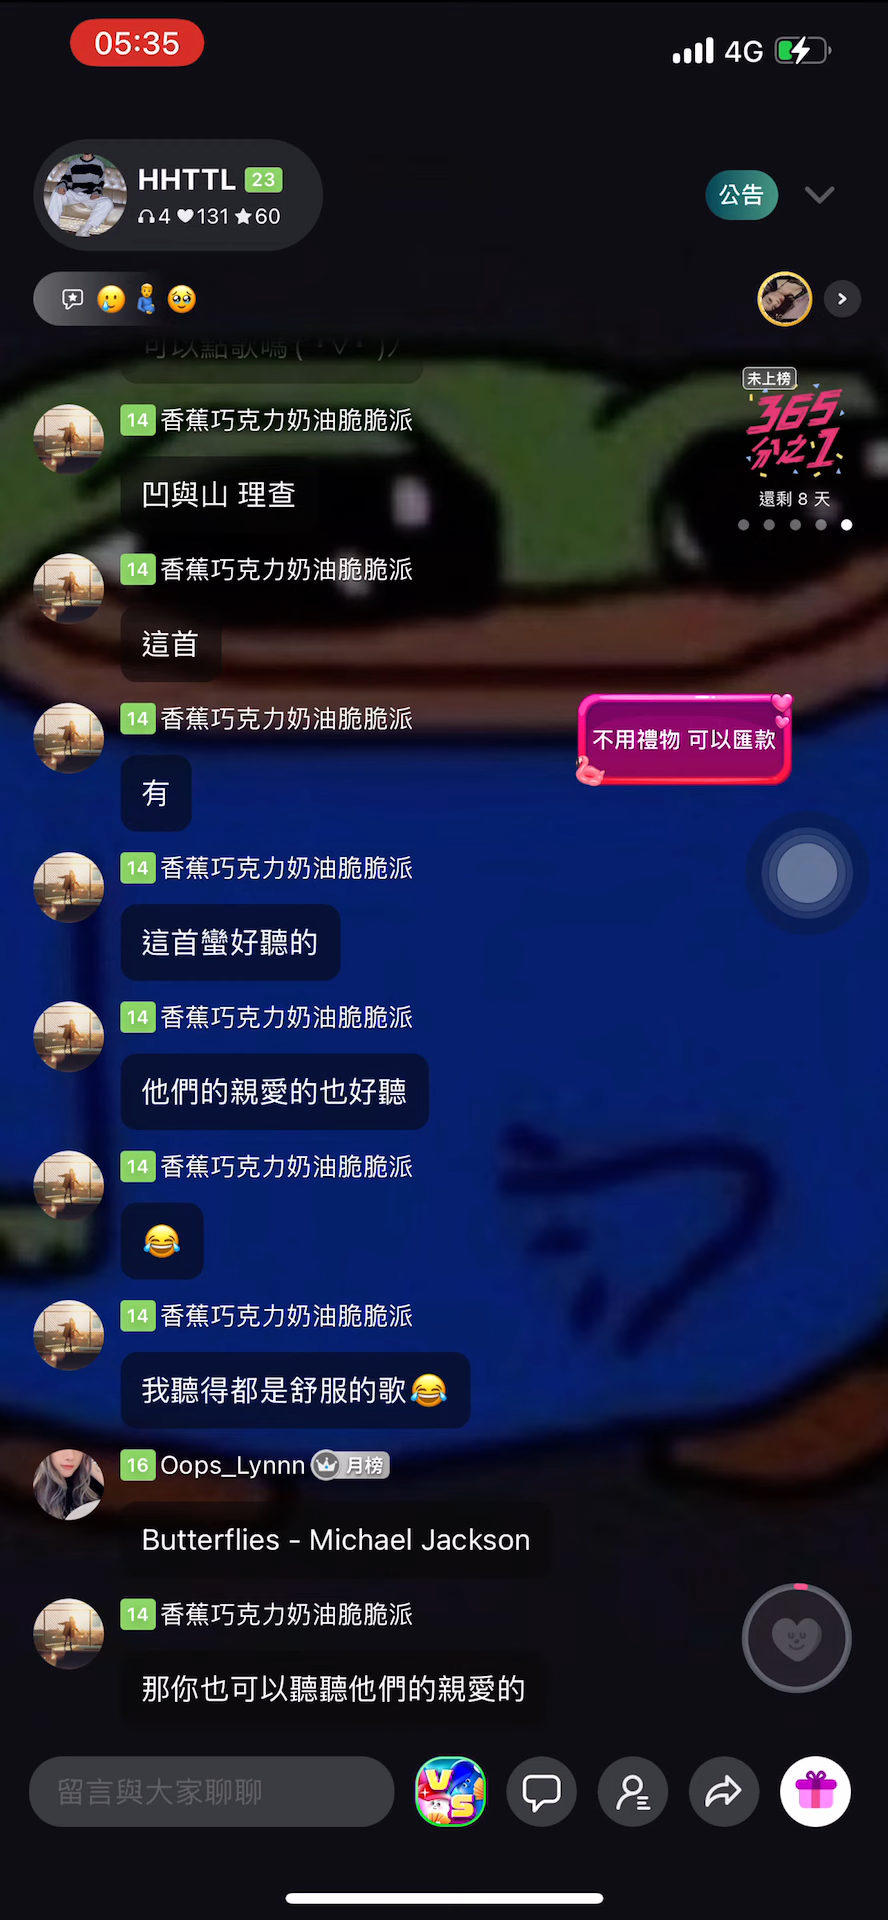 05:35
4G
HHTTL 23
4 131 60
公告
可以點歌嗎
未上榜
365
分之1
還剩 8 天
14 香蕉巧克力奶油脆脆派
凹與山 理查
14 香蕉巧克力奶油脆脆派
這首
14 香蕉巧克力奶油脆脆派
不用禮物 可以匯款
有
14 香蕉巧克力奶油脆脆派
這首蠻好聽的
14 香蕉巧克力奶油脆脆派
他們的親愛的也好聽
14 香蕉巧克力奶油脆脆派
😂
14 香蕉巧克力奶油脆脆派
我聽得都是舒服的歌😂
16 Oops_Lynnn 月榜
Butterflies - Michael Jackson
14 香蕉巧克力奶油脆脆派
那你也可以聽聽他們的親愛的
留言與大家聊聊
VS